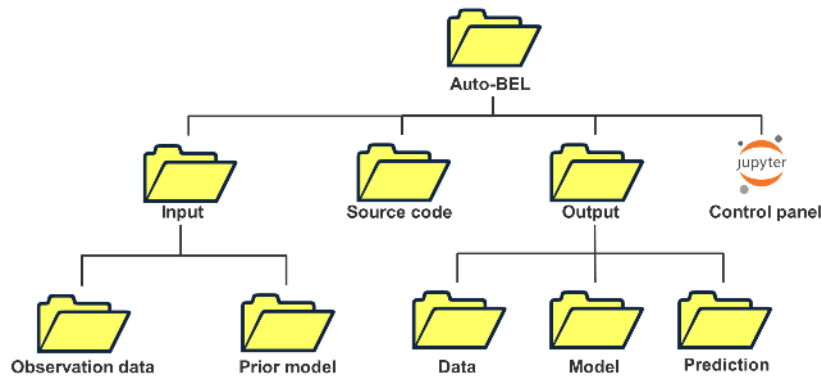 Auto-BEL
jupyter
Input
Source code
Output
Control panel
Observation data
Prior model
Data
Model
Prediction